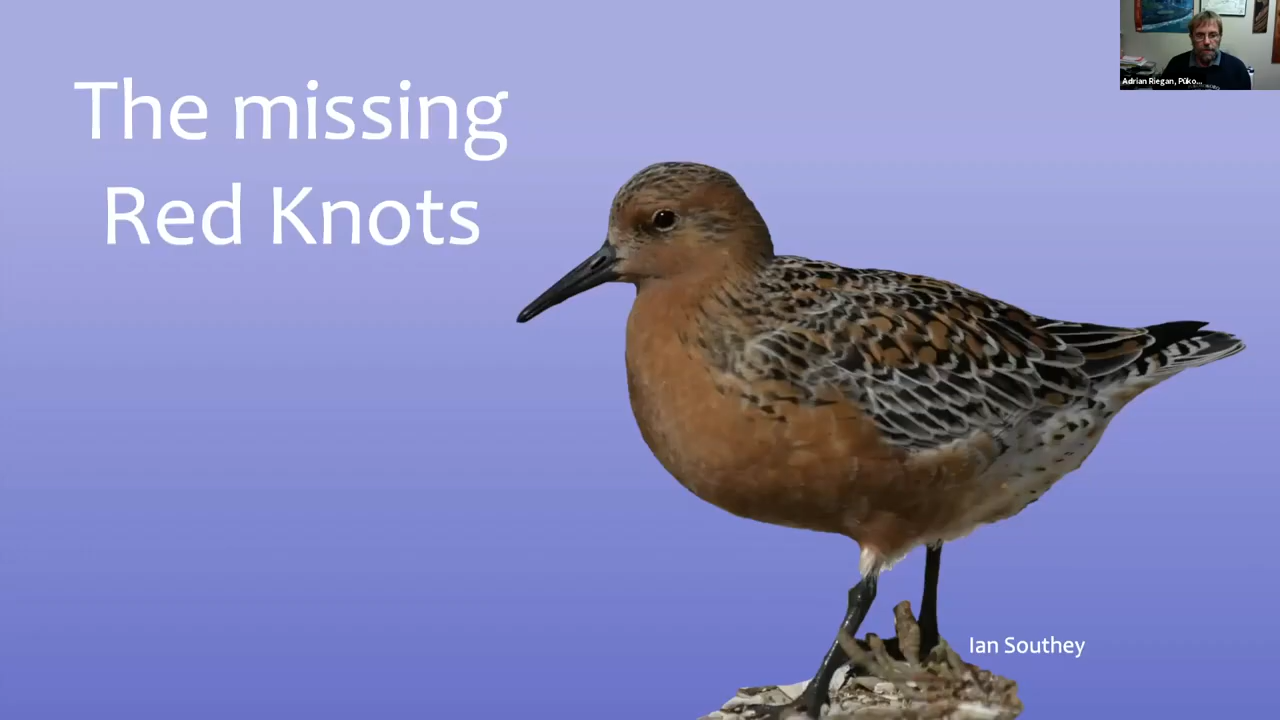 The missing
Red Knots
Adrian Riegan, Pūko...
Ian Southey